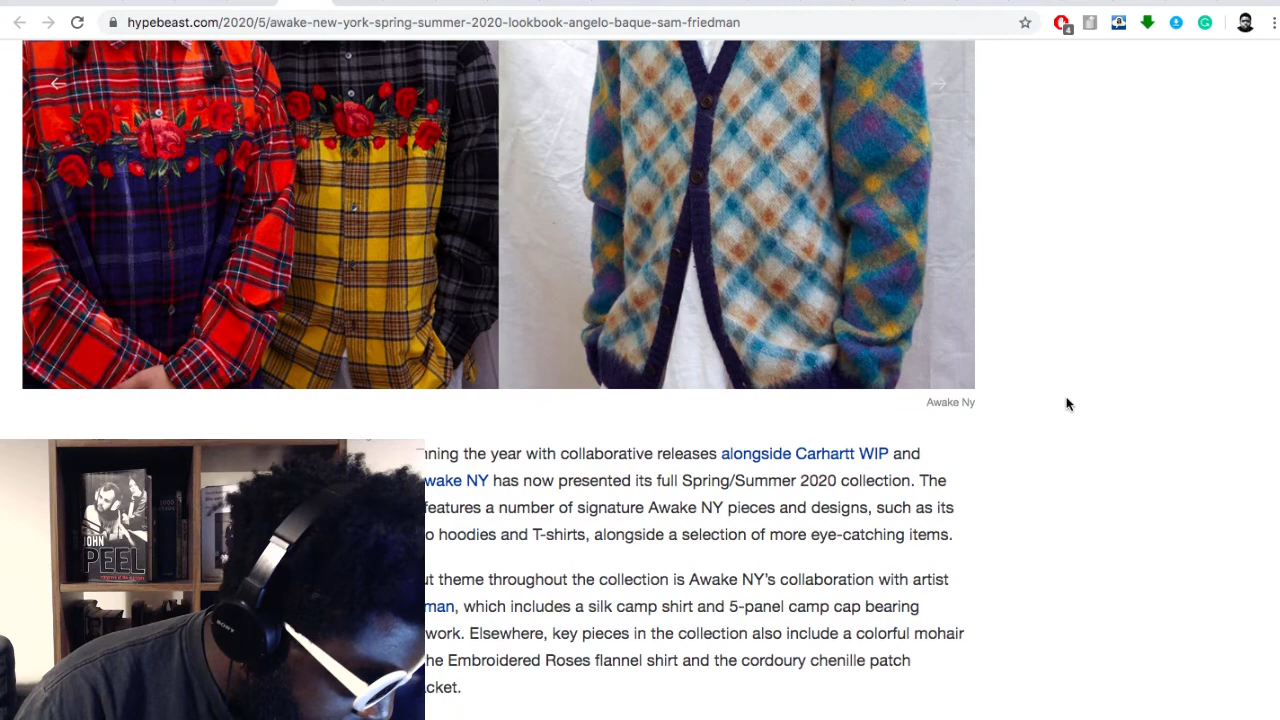 hypebeast.com/2020/5/awake-new-york-spring-summer-2020-lookbook-angelo-baque-sam-friedman
4
Awake Ny
nning the year with collaborative releases alongside Carhartt WIP and
wake NY has now presented its full Spring/Summer 2020 collection. The
features a number of signature Awake NY pieces and designs, such as its
o hoodies and T-shirts, alongside a selection of more eye-catching items.
ut theme throughout the collection is Awake NY's collaboration with artist
man, which includes a silk camp shirt and 5-panel camp cap bearing
work. Elsewhere, key pieces in the collection also include a colorful mohair
he Embroidered Roses flannel shirt and the cordoury chenille patch
acket.
JOHN
PEEL
SONY